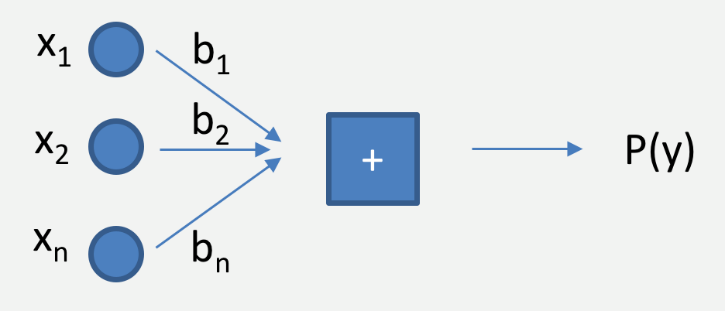 x₁
b₁
x₂
b₂
+
P(y)
xₙ
bₙ